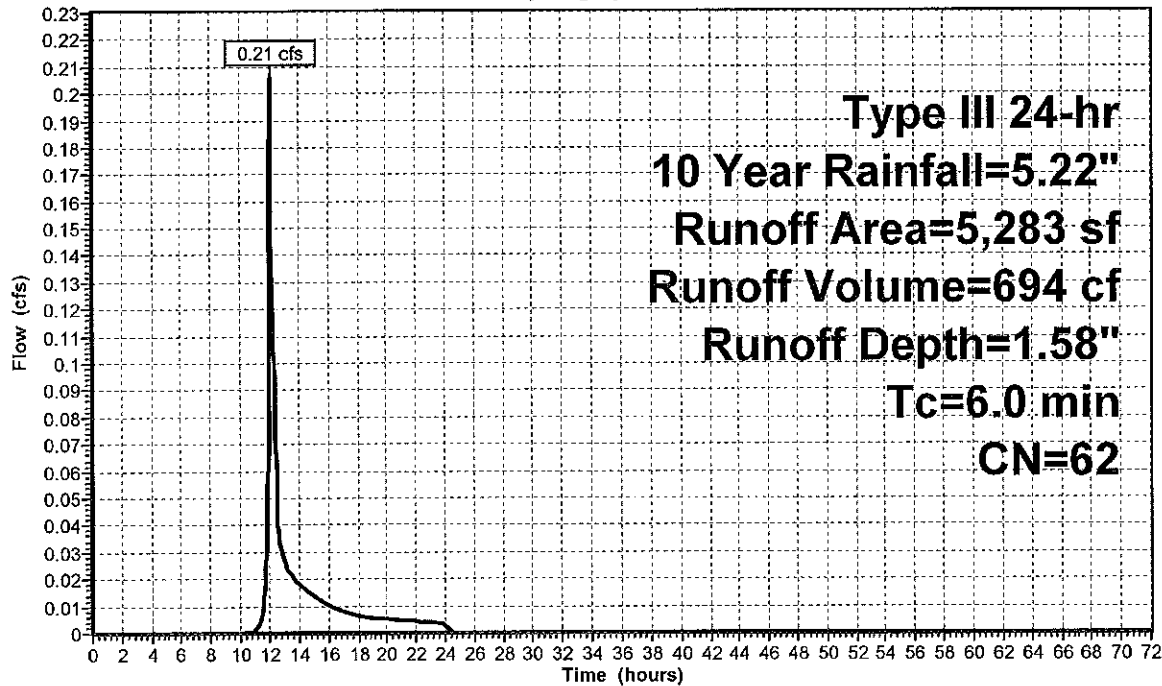 0.23
0.22
0.21
0.2
0.19
0.18
0.17
0.16
0.15
0.14
0.13
0.12
0.11
0.1
0.09
0.08
0.07
0.06
0.05
0.04
0.03
0.02
0.01
0
Flow (cfs)
0.21 cfs
Type III 24-hr
10 Year Rainfall=5.22"
Runoff Area=5,283 sf
Runoff Volume=694 cf
Runoff Depth=1.58"
Tc=6.0 min
CN=62
0 2 4 6 8 10 12 14 16 18 20 22 24 26 28 30 32 34 36 38 40 42 44 46 48 50 52 54 56 58 60 62 64 66 68 70 72
Time (hours)